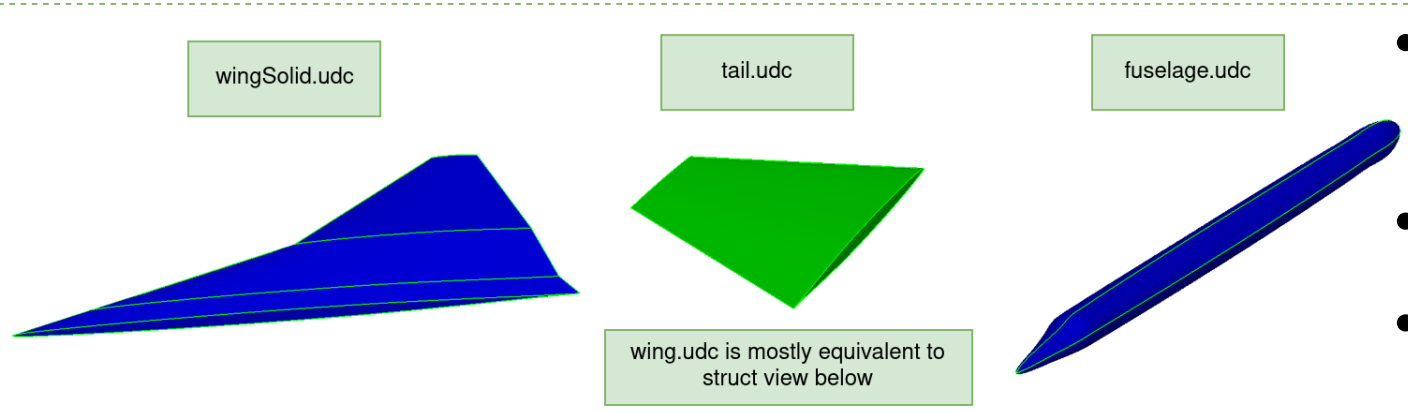 wingSolid.udc
tail.udc
fuselage.udc
wing.udc is mostly equivalent to
struct view below